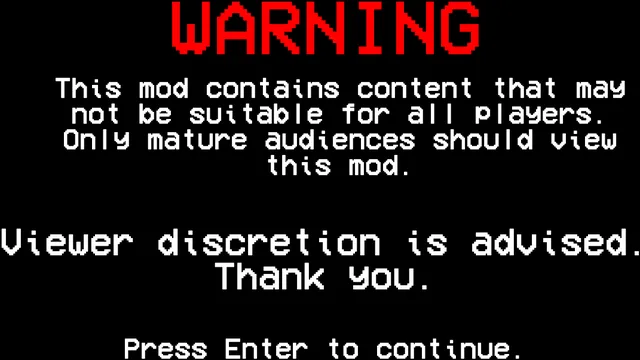 WARNING
This mod contains content that may
not be suitable for all players.
Only mature audiences should view
this mod.
Viewer discretion is advised.
Thank you.
Press Enter to continue.